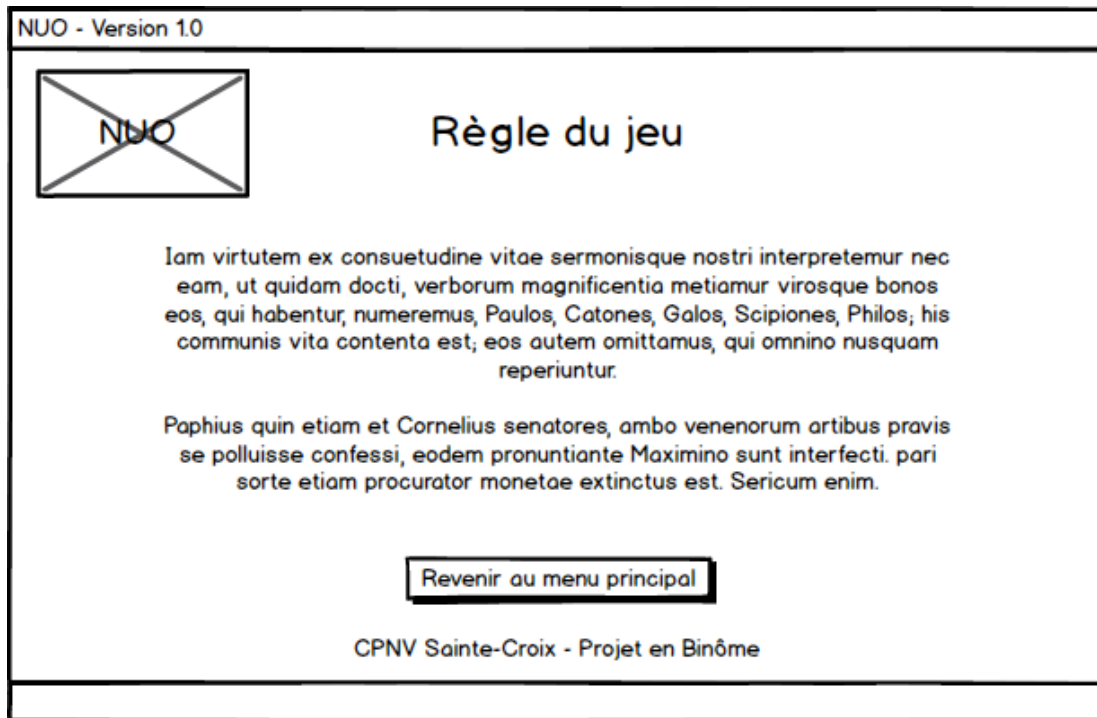 NUO - Version 1.0
NUO
Règle du jeu
Iam virtutem ex consuetudine vitae sermonisque nostri interpretemur nec
eam, ut quidam docti, verborum magnificentia metiamur virosque bonos
eos, qui habentur, numeremus, Paulos, Catones, Galos, Scipiones, Philos; his
communis vita contenta est; eos autem omittamus, qui omnino nusquam
reperiuntur.
Paphius quin etiam et Cornelius senatores, ambo venenorum artibus pravis
se polluisse confessi, eodem pronuntiante Maximino sunt interfecti. pari
sorte etiam procurator monetae extinctus est. Sericum enim.
Revenir au menu principal
CPNV Sainte-Croix - Projet en Binôme